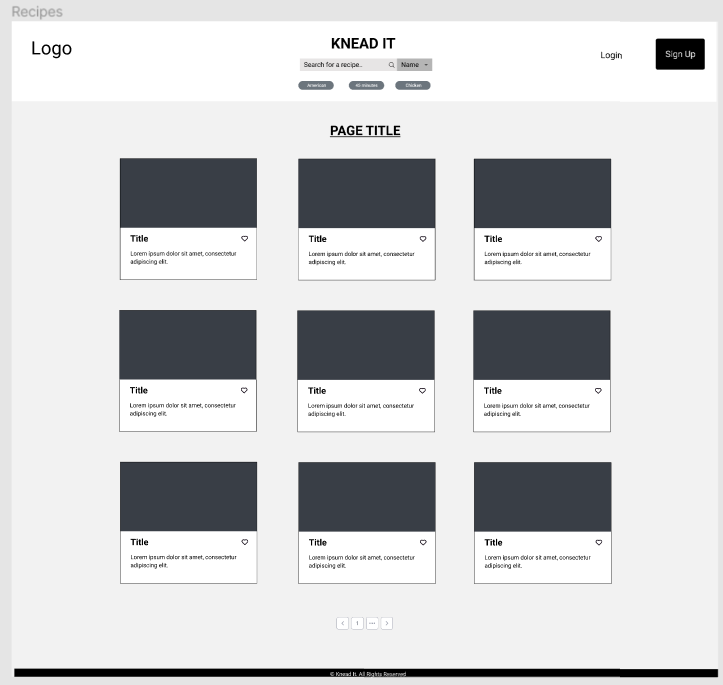 Recipes
Logo
KNEAD IT
Search for a recipe..
Name
Login
Sign Up
American
45 minutes
Chicken
PAGE TITLE
Title
Lorem ipsum dolor sit amet, consectetur
adipiscing elit.
Title
Lorem ipsum dolor sit amet, consectetur
adipiscing elit.
Title
Lorem ipsum dolor sit amet, consectetur
adipiscing elit.
Title
Lorem ipsum dolor sit amet, consectetur
adipiscing elit.
Title
Lorem ipsum dolor sit amet, consectetur
adipiscing elit.
Title
Lorem ipsum dolor sit amet, consectetur
adipiscing elit.
Title
Lorem ipsum dolor sit amet, consectetur
adipiscing elit.
Title
Lorem ipsum dolor sit amet, consectetur
adipiscing elit.
Title
Lorem ipsum dolor sit amet, consectetur
adipiscing elit.
< 1 ... >
© Knead It. All Rights Reserved